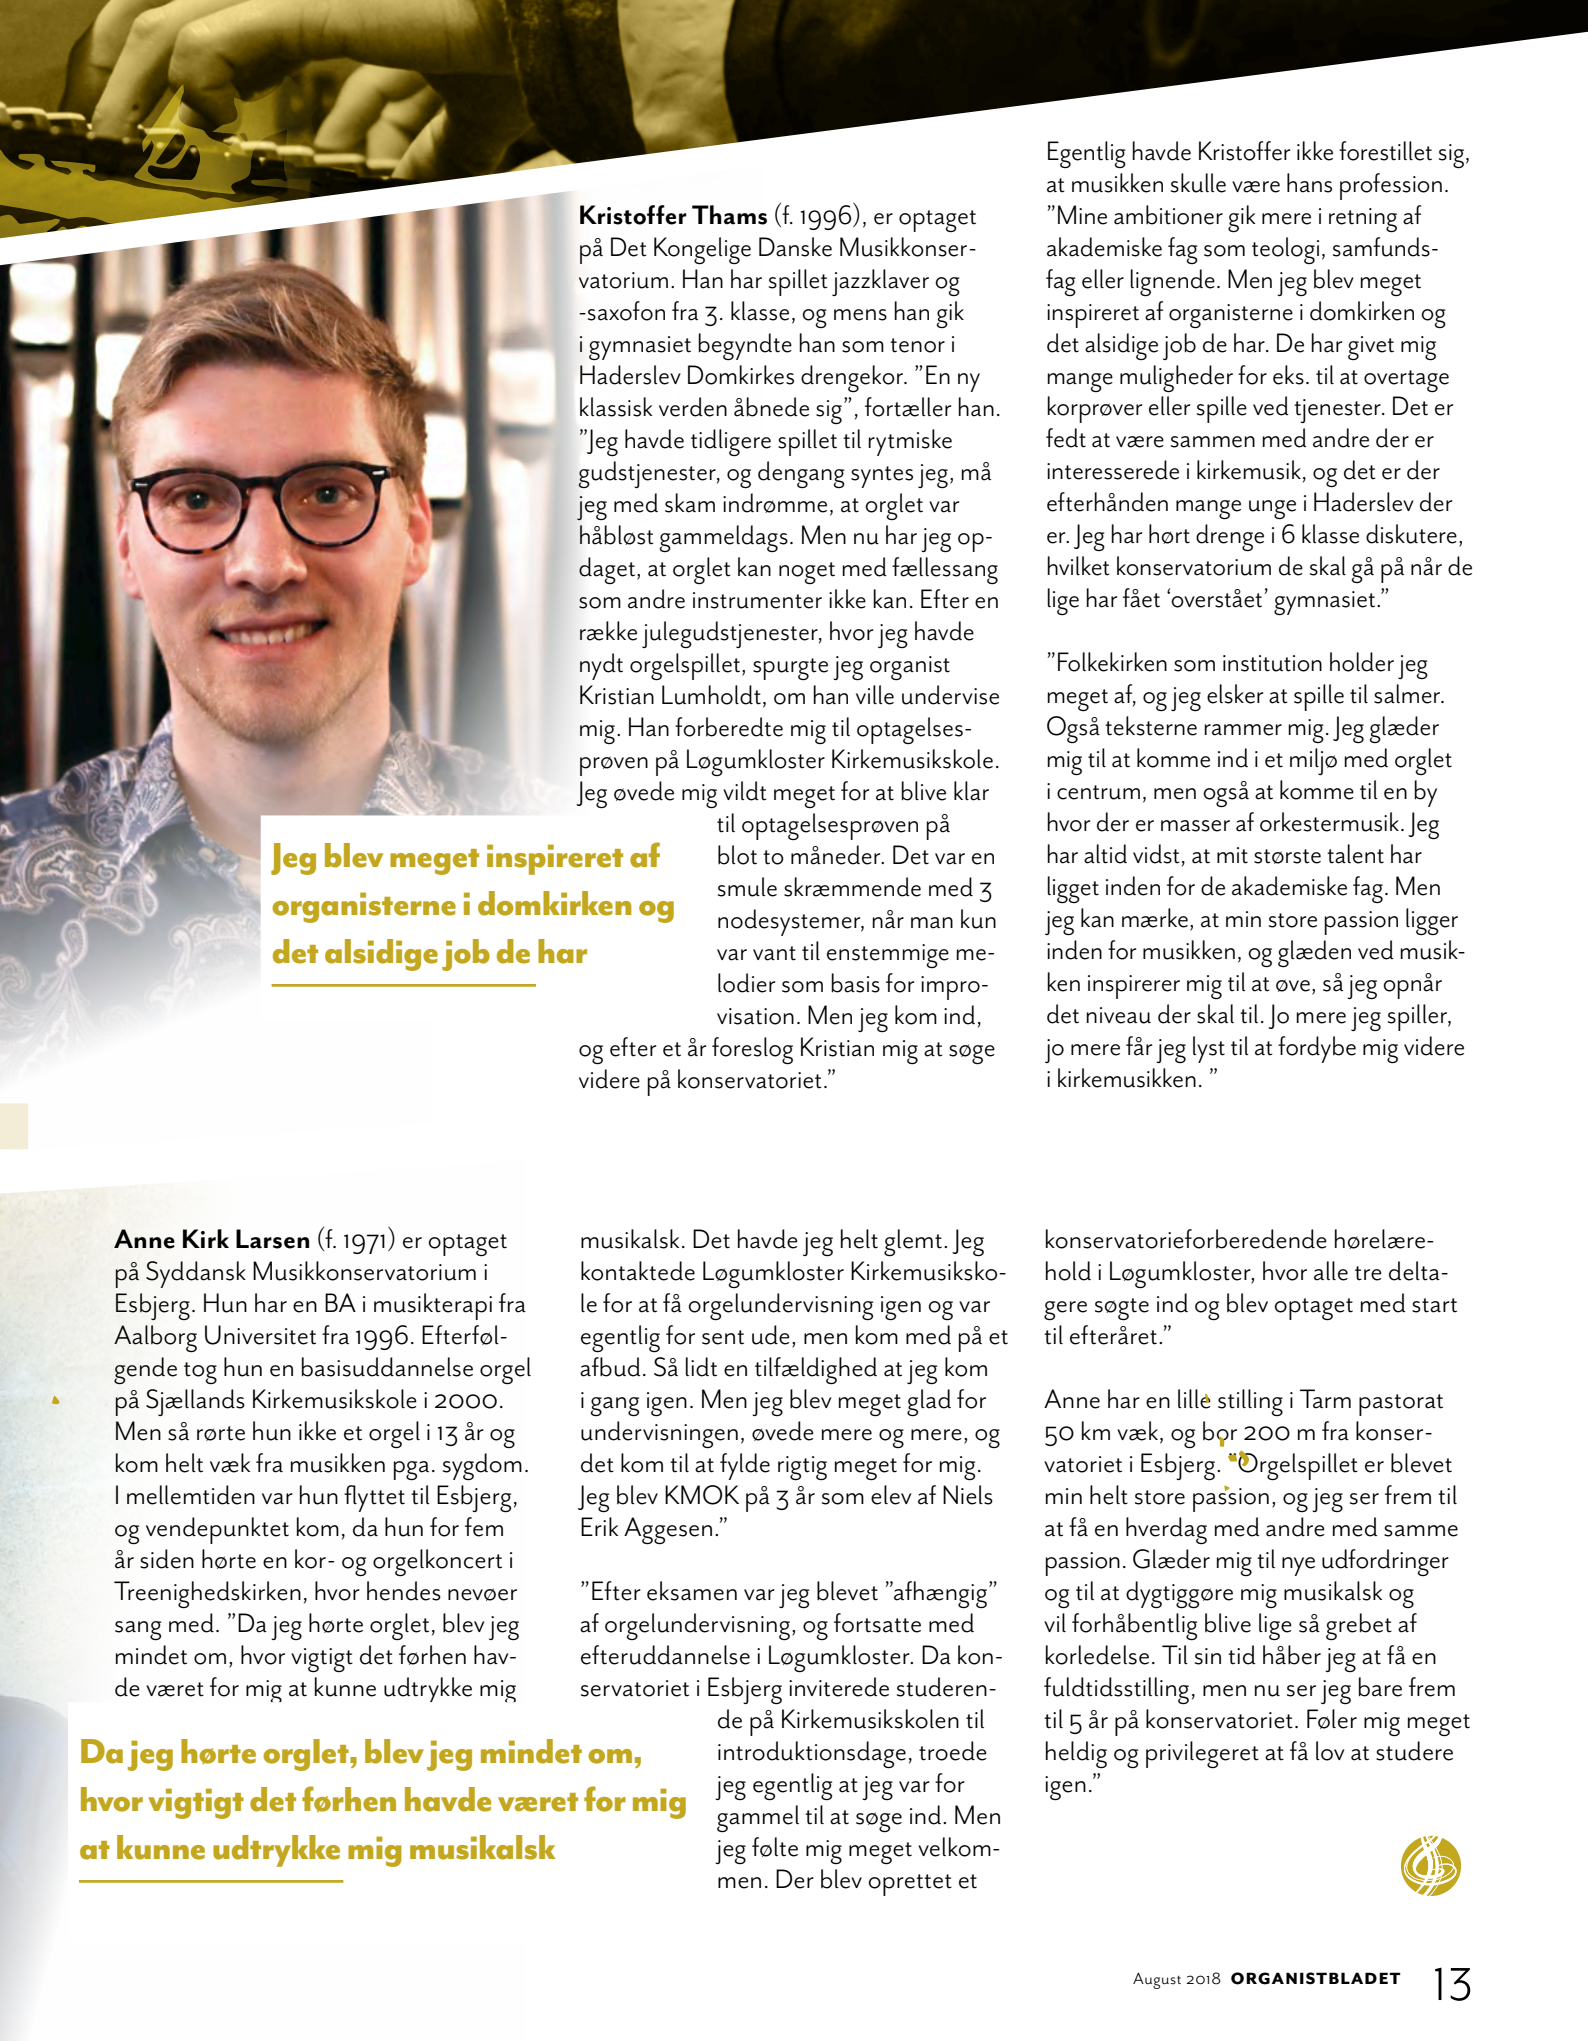 Kristoffer Thams (f. 1996), er optaget
på Det Kongelige Danske Musikkonser-
vatorium. Han har spillet jazzklaver og
-saxofon fra 3. klasse, og mens han gik
i gymnasiet begyndte han som tenor i
Haderslev Domkirkes drengekor. ”En ny
klassisk verden åbnede sig”, fortæller han.
”Jeg havde tidligere spillet til rytmiske
gudstjenester, og dengang syntes jeg, må
jeg med skam indrømme, at orglet var
håbløst gammeldags. Men nu har jeg op-
daget, at orglet kan noget med fællessang
som andre instrumenter ikke kan. Efter en
række julegudstjenester, hvor jeg havde
nydt orgelspillet, spurgte jeg organist
Kristian Lumholdt, om han ville undervise
mig. Han forberedte mig til optagelses-
prøven på Løgumkloster Kirkemusikskole.
Jeg øvede mig vildt meget for at blive klar
til optagelsesprøven på
blot to måneder. Det var en
smule skræmmende med 3
nodesystemer, når man kun
var vant til enstemmige me-
lodier som basis for impro-
visation. Men jeg kom ind,
og efter et år foreslog Kristian mig at søge
videre på konservatoriet.”
Jeg blev meget inspireret af
organisterne i domkirken og
det alsidige job de har
Egentlig havde Kristoffer ikke forestillet sig,
at musikken skulle være hans profession.
”Mine ambitioner gik mere i retning af
akademiske fag som teologi, samfunds-
fag eller lignende. Men jeg blev meget
inspireret af organisterne i domkirken og
det alsidige job de har. De har givet mig
mange muligheder for eks. til at overtage
korprøver eller spille ved tjenester. Det er
fedt at være sammen med andre der er
interesserede i kirkemusik, og det er der
efterhånden mange unge i Haderslev der
er. Jeg har hørt drenge i 6 klasse diskutere,
hvilket konservatorium de skal gå på når de
lige har fået ‘overstået’ gymnasiet.”
”Folkekirken som institution holder jeg
meget af, og jeg elsker at spille til salmer.
Også teksterne rammer mig. Jeg glæder
mig til at komme ind i et miljø med orglet
i centrum, men også at komme til en by
hvor der er masser af orkestermusik. Jeg
har altid vidst, at mit største talent har
ligget inden for de akademiske fag. Men
jeg kan mærke, at min store passion ligger
inden for musikken, og glæden ved musik-
ken inspirerer mig til at øve, så jeg opnår
det niveau der skal til. Jo mere jeg spiller,
jo mere får jeg lyst til at fordybe mig videre
i kirkemusikken. ”
Anne Kirk Larsen (f. 1971) er optaget
på Syddansk Musikkonservatorium i
Esbjerg. Hun har en BA i musikterapi fra
Aalborg Universitet fra 1996. Efterføl-
gende tog hun en basisuddannelse orgel
på Sjællands Kirkemusikskole i 2000.
Men så rørte hun ikke et orgel i 13 år og
kom helt væk fra musikken pga. sygdom.
I mellemtiden var hun flyttet til Esbjerg,
og vendepunktet kom, da hun for fem
år siden hørte en kor- og orgelkoncert i
Treenighedskirken, hvor hendes nevøer
sang med. ”Da jeg hørte orglet, blev jeg
mindet om, hvor vigtigt det førhen hav-
de været for mig at kunne udtrykke mig
Da jeg hørte orglet, blev jeg mindet om,
hvor vigtigt det førhen havde været for mig
at kunne udtrykke mig musikalsk
musikalsk. Det havde jeg helt glemt. Jeg
kontaktede Løgumkloster Kirkemusiksko-
le for at få orgelundervisning igen og var
egentlig for sent ude, men kom med på et
afbud. Så lidt en tilfældighed at jeg kom
i gang igen. Men jeg blev meget glad for
undervisningen, øvede mere og mere, og
det kom til at fylde rigtig meget for mig.
Jeg blev KMOK på 3 år som elev af Niels
Erik Aggesen.”
”Efter eksamen var jeg blevet ”afhængig”
af orgelundervisning, og fortsatte med
efteruddannelse i Løgumkloster. Da kon-
servatoriet i Esbjerg inviterede studeren-
de på Kirkemusikskolen til
introduktionsdage, troede
jeg egentlig at jeg var for
gammel til at søge ind. Men
jeg følte mig meget velkom-
men. Der blev oprettet et
konservatorieforberedende hørelære-
hold i Løgumkloster, hvor alle tre delta-
gere søgte ind og blev optaget med start
til efteråret.”
Anne har en lille stilling i Tarm pastorat
50 km væk, og bor 200 m fra konser-
vatoriet i Esbjerg. ”Orgelspillet er blevet
min helt store passion, og jeg ser frem til
at få en hverdag med andre med samme
passion. Glæder mig til nye udfordringer
og til at dygtiggøre mig musikalsk og
vil forhåbentlig blive lige så grebet af
korledelse. Til sin tid håber jeg at få en
fuldtidsstilling, men nu ser jeg bare frem
til 5 år på konservatoriet. Føler mig meget
heldig og privilegeret at få lov at studere
igen.”
August 2018 ORGANISTBLADET 13